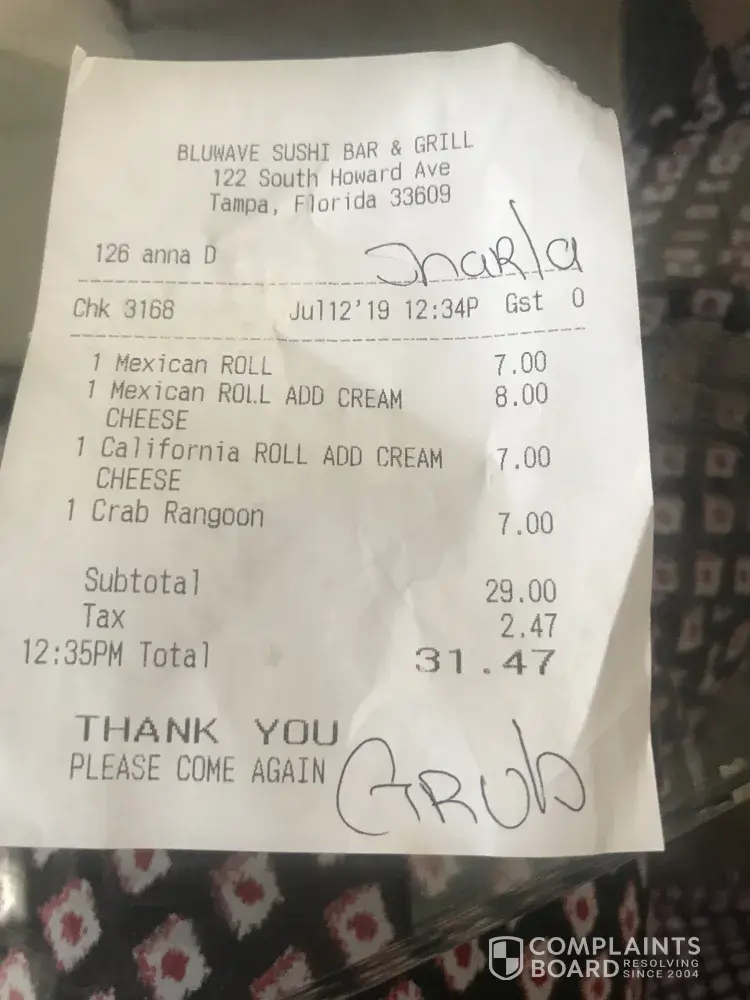 BLUWAVE SUSHI BAR & GRILL
122 South Howard Ave
Tampa, Florida 33609
126 anna D
Sharla
Chk 3168 Jul12'19 12:34P Gst 0
1 Mexican ROLL 7.00
1 Mexican ROLL ADD CREAM 8.00
CHEESE
1 California ROLL ADD CREAM 7.00
CHEESE
1 Crab Rangoon 7.00
Subtotal 29.00
Tax 2.47
12:35PM Total 31.47
THANK YOU
PLEASE COME AGAIN
GRUb
COMPLAINTS
BOARD RESOLVING
SINCE 2004